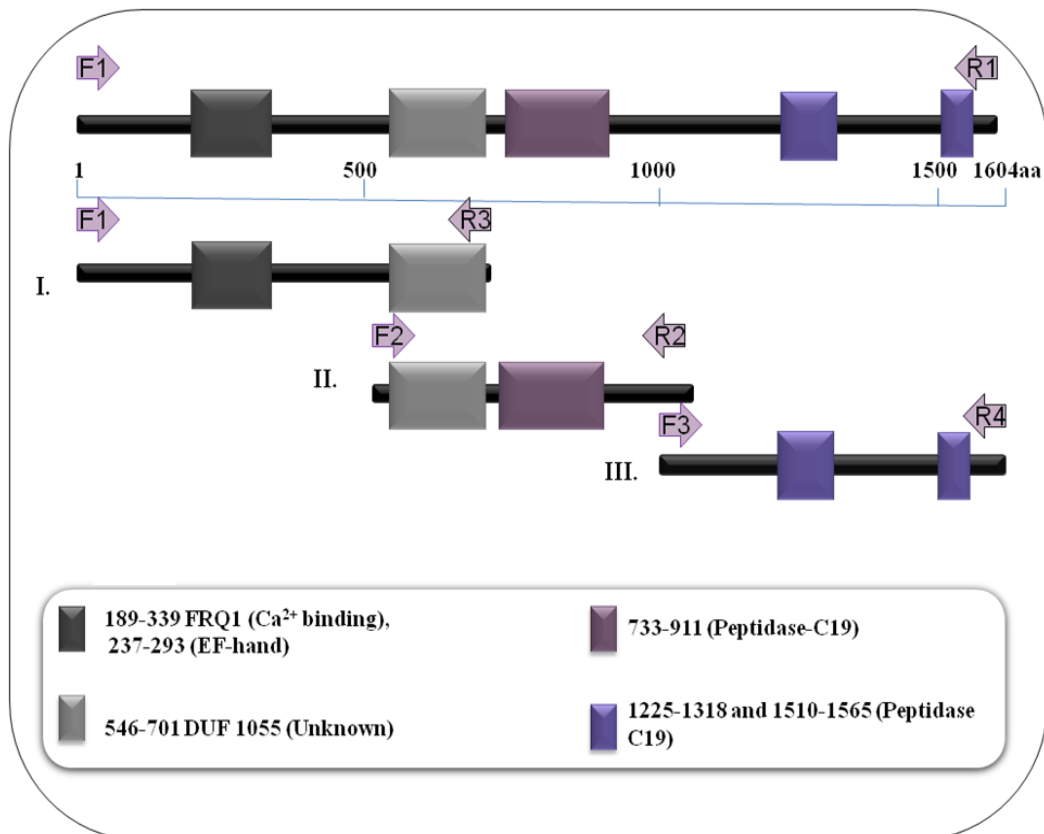 F1 R1
1 500 1000 1500 1604aa
F1 R3
I.
F2 R2
II.
F3 R4
III.
189-339 FRQ1 (Ca²⁺ binding),
237-293 (EF-hand)
733-911 (Peptidase-C19)
546-701 DUF 1055 (Unknown)
1225-1318 and 1510-1565 (Peptidase
C19)